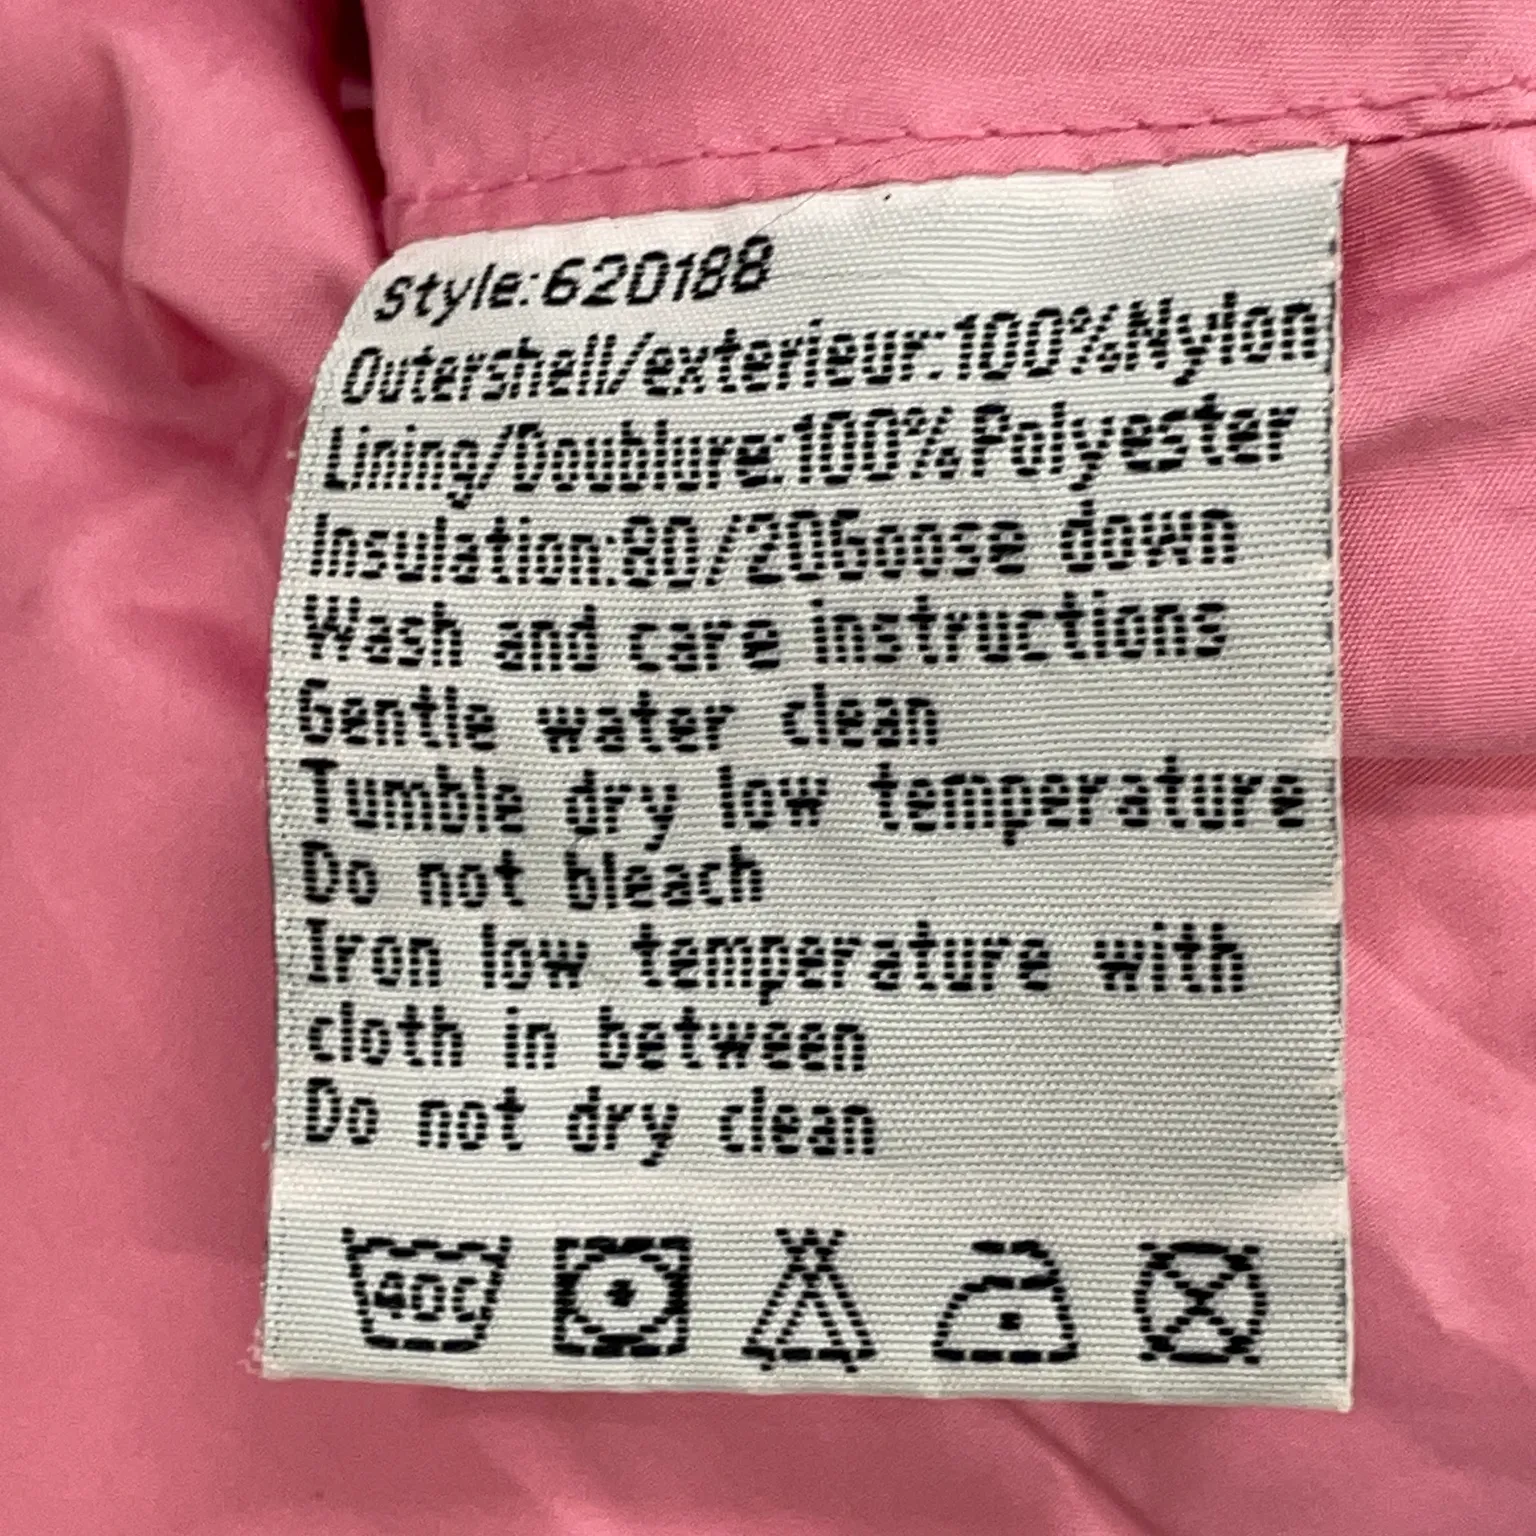 Style:620188
Outershell/exterieur:100%Nylon
Lining/Doublure:100%Polyester
Insulation:80/20Goose down
Wash and care instructions
Gentle water clean
Tumble dry low temperature
Do not bleach
Iron low temperature with
cloth in between
Do not dry clean
40C